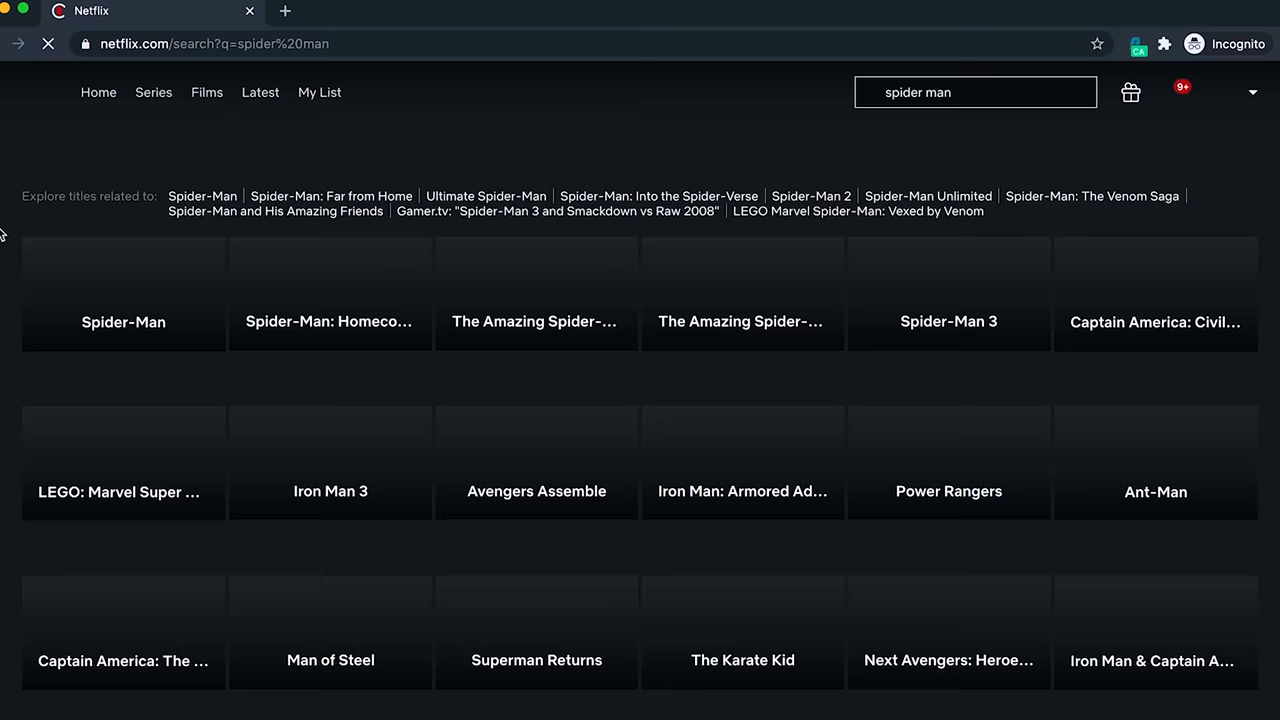 Netflix
netflix.com/search?q=spider%20man
CA
Incognito
Home Series Films Latest My List
spider man
9+
Explore titles related to: Spider-Man | Spider-Man: Far from Home | Ultimate Spider-Man | Spider-Man: Into the Spider-Verse | Spider-Man 2 | Spider-Man Unlimited | Spider-Man: The Venom Saga |
Spider-Man and His Amazing Friends | Gamer.tv: "Spider-Man 3 and Smackdown vs Raw 2008" | LEGO Marvel Spider-Man: Vexed by Venom
Spider-Man Spider-Man: Homeco... The Amazing Spider-... The Amazing Spider-... Spider-Man 3 Captain America: Civil...
LEGO: Marvel Super ... Iron Man 3 Avengers Assemble Iron Man: Armored Ad... Power Rangers Ant-Man
Captain America: The ... Man of Steel Superman Returns The Karate Kid Next Avengers: Heroe... Iron Man & Captain A...